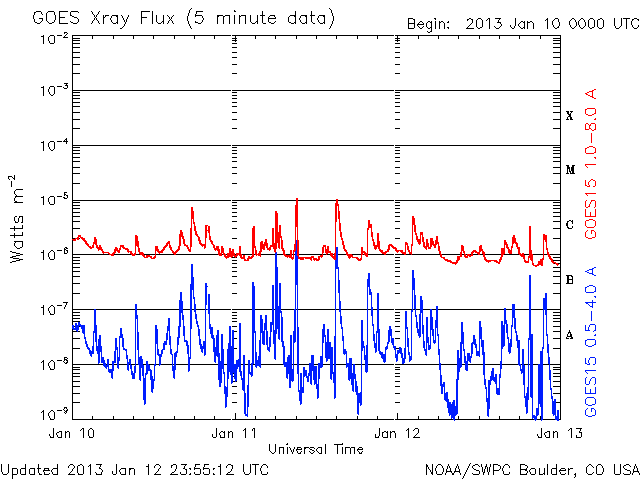 GOES Xray Flux (5 minute data)
Begin: 2013 Jan 10 0000 UTC
10⁻²
10⁻³
10⁻⁴
10⁻⁵
10⁻⁶
10⁻⁷
10⁻⁸
10⁻⁹
Watts m⁻²
X
M
C
B
A
GOES15 1.0-8.0 A
GOES15 0.5-4.0 A
Jan 10
Jan 11
Jan 12
Jan 13
Universal Time
Updated 2013 Jan 12 23:55:12 UTC
NOAA/SWPC Boulder, CO USA